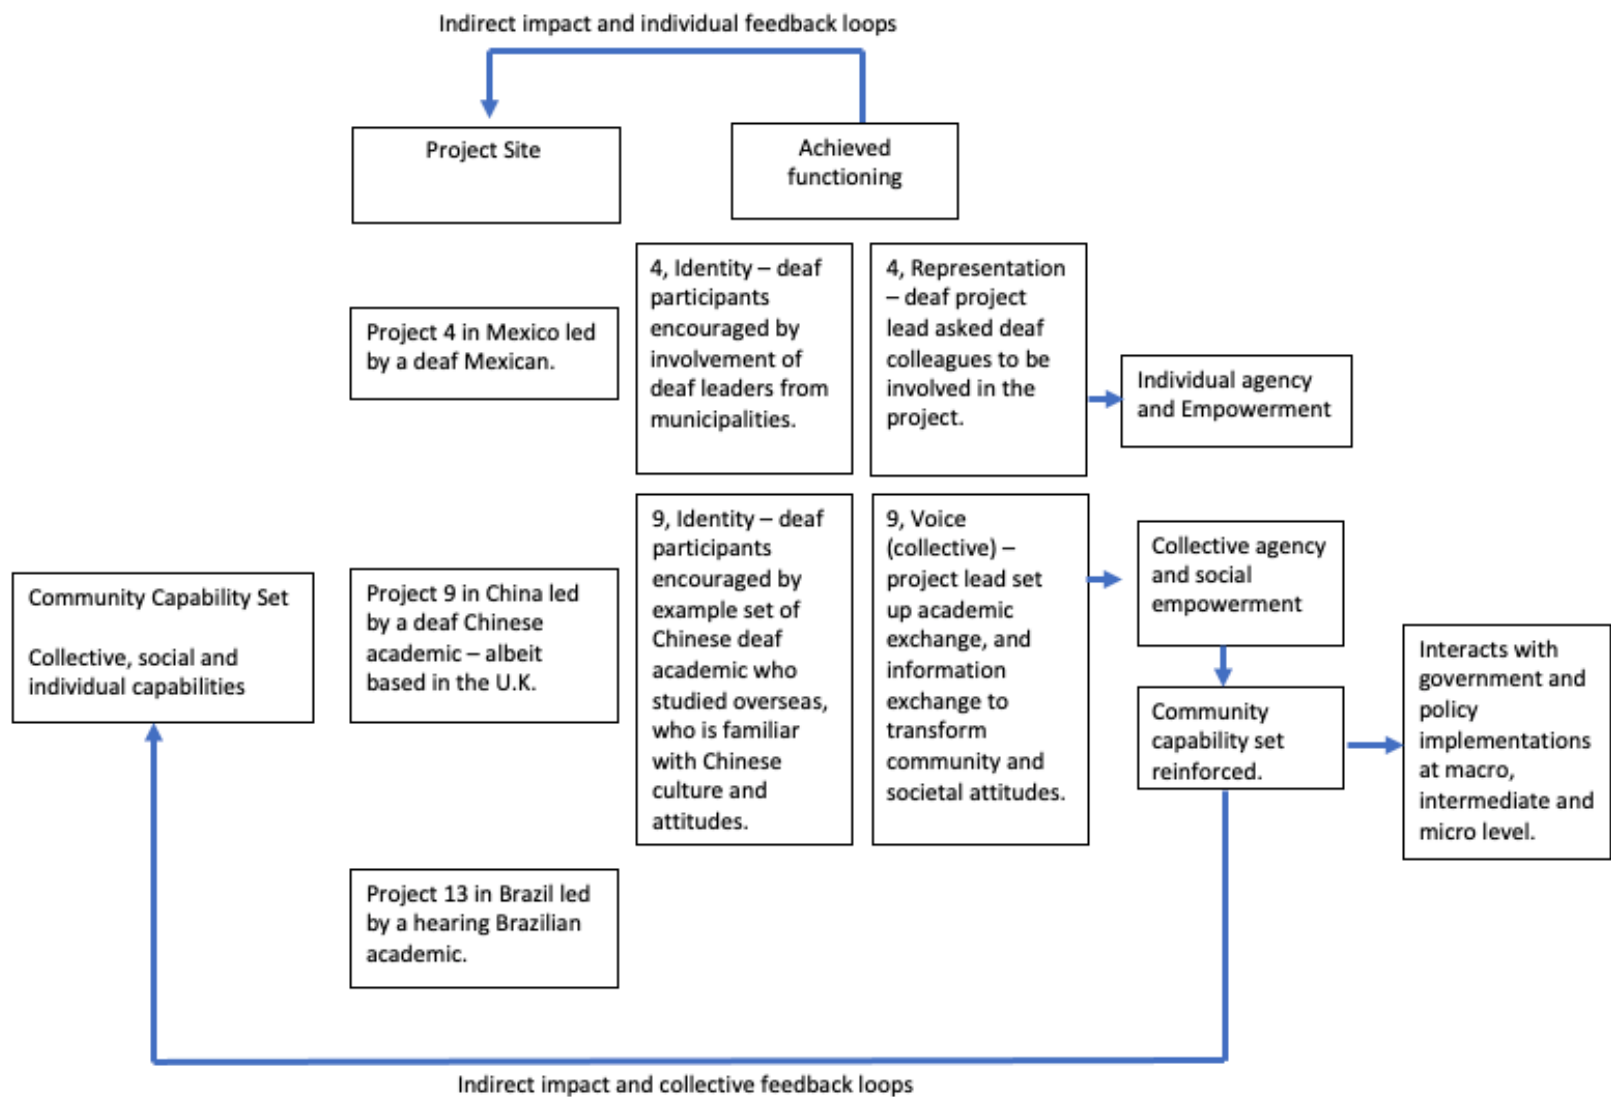 Indirect impact and individual feedback loops
Project Site
Achieved
functioning
4, Identity – deaf
participants
encouraged by
involvement of
deaf leaders from
municipalities.
4, Representation
– deaf project
lead asked deaf
colleagues to be
involved in the
project.
Project 4 in Mexico led
by a deaf Mexican.
Individual agency
and Empowerment
9, Identity – deaf
participants
encouraged by
example set of
Chinese deaf
academic who
studied overseas,
who is familiar
with Chinese
culture and
attitudes.
9, Voice
(collective) –
project lead set
up academic
exchange, and
information
exchange to
transform
community and
societal attitudes.
Collective agency
and social
empowerment
Community Capability Set
Collective, social and
individual capabilities
Project 9 in China led
by a deaf Chinese
academic – albeit
based in the U.K.
Community
capability set
reinforced.
Interacts with
government and
policy
implementations
at macro,
intermediate and
micro level.
Project 13 in Brazil led
by a hearing Brazilian
academic.
Indirect impact and collective feedback loops